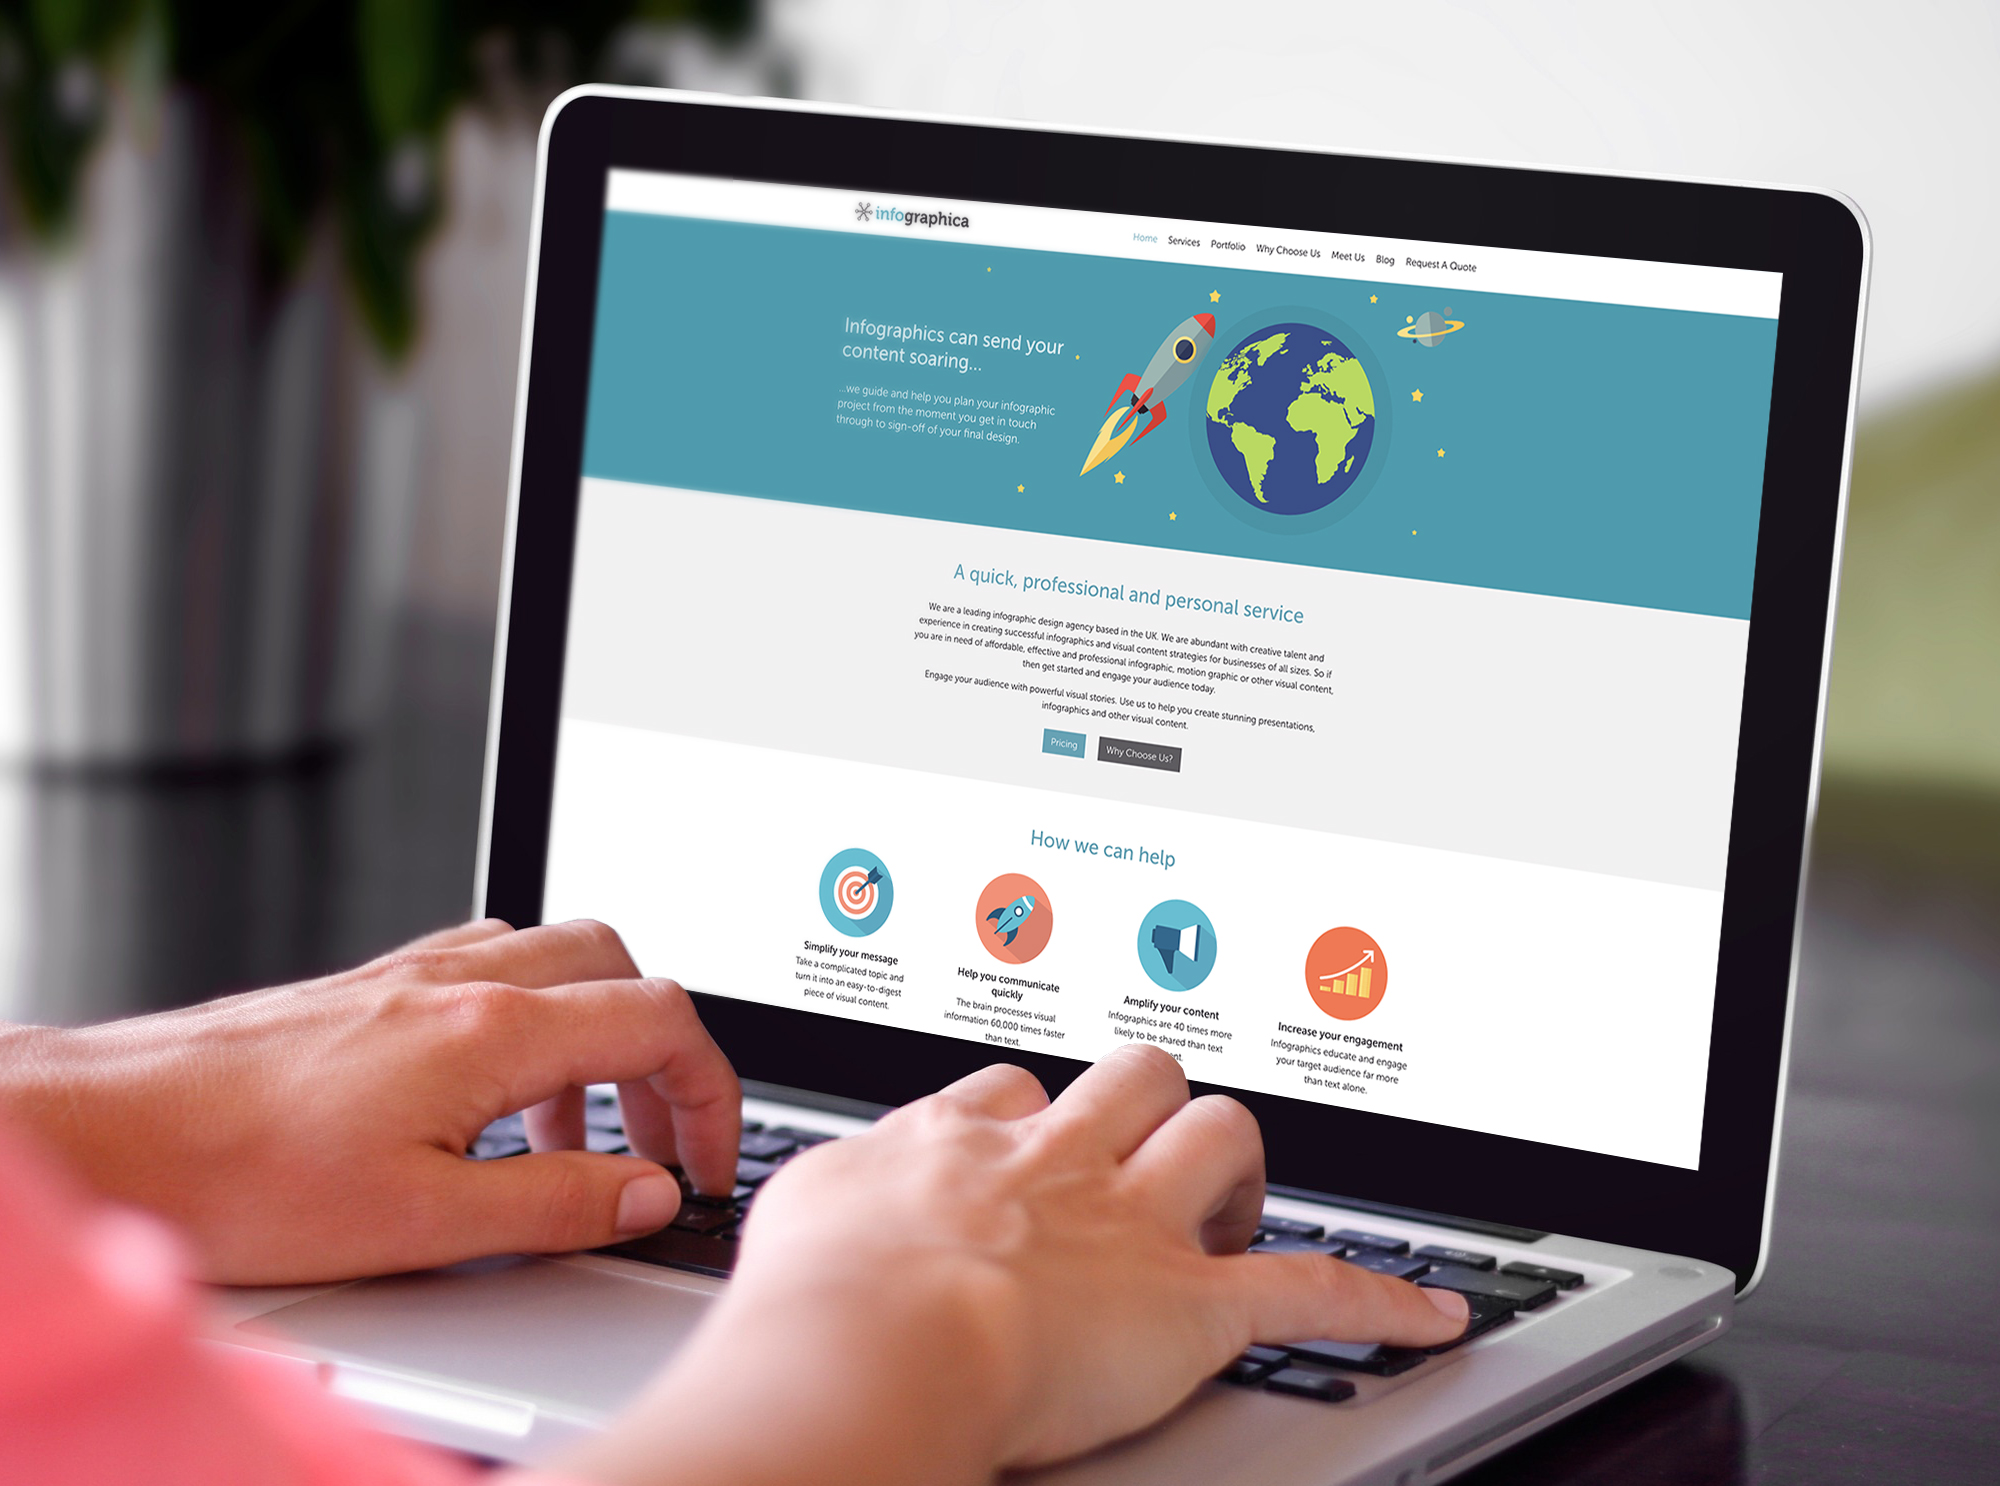 infographica
Home Services Portfolio Why Choose Us Meet Us Blog Request A Quote
Infographics can send your
content soaring...
...we guide and help you plan your infographic
project from the moment you get in touch
through to sign-off of your final design.
A quick, professional and personal service
We are a leading infographic design agency based in the UK. We are abundant with creative talent and
experience in creating successful infographics and visual content strategies for businesses of all sizes. So if
you are in need of affordable, effective and professional infographic, motion graphic or other visual content,
then get started and engage your audience today.
Engage your audience with powerful visual stories. Use us to help you create stunning presentations,
infographics and other visual content.
Pricing
Why Choose Us?
How we can help
Simplify your message
Take a complicated topic and
turn it into an easy-to-digest
piece of visual content.
Help you communicate
quickly
The brain processes visual
information 60,000 times faster
than text.
Amplify your content
Infographics are 40 times more
likely to be shared than text
Increase your engagement
Infographics educate and engage
your target audience far more
than text alone.